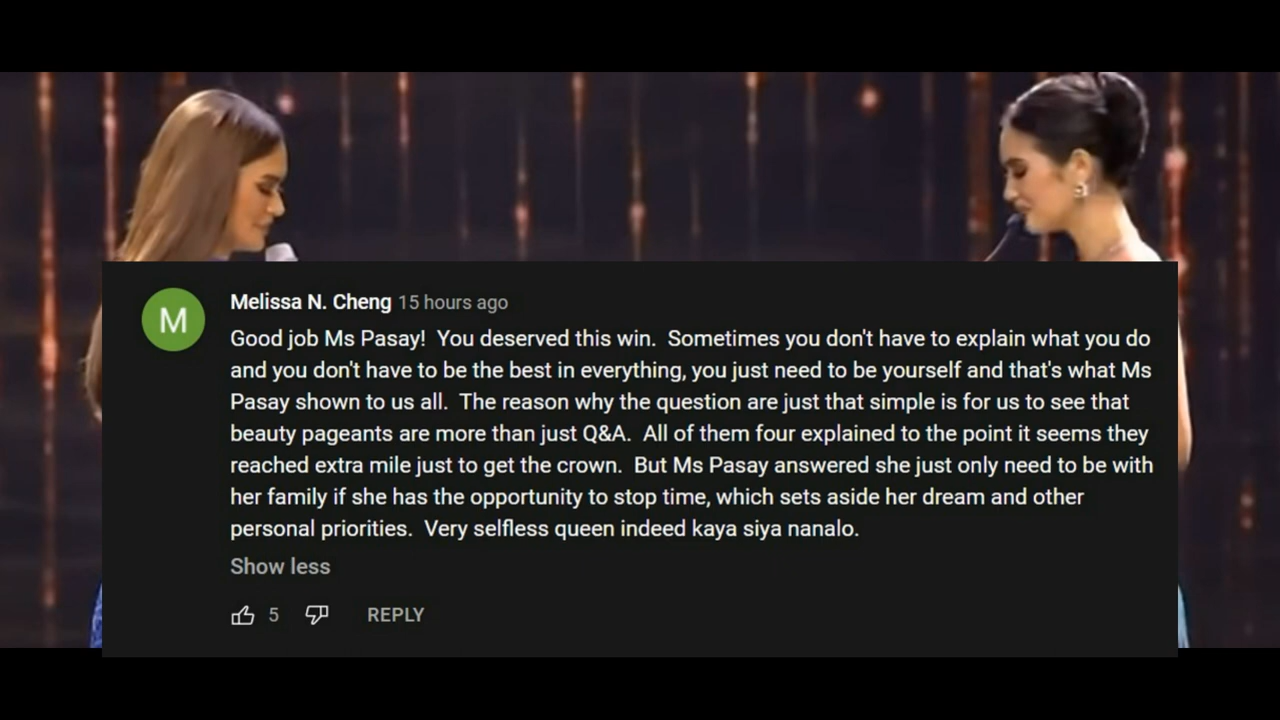 M
Melissa N. Cheng 15 hours ago
Good job Ms Pasay!  You deserved this win.  Sometimes you don't have to explain what you do
and you don't have to be the best in everything, you just need to be yourself and that's what Ms
Pasay shown to us all.  The reason why the question are just that simple is for us to see that
beauty pageants are more than just Q&A.  All of them four explained to the point it seems they
reached extra mile just to get the crown.  But Ms Pasay answered she just only need to be with
her family if she has the opportunity to stop time, which sets aside her dream and other
personal priorities.  Very selfless queen indeed kaya siya nanalo.
Show less
5 REPLY